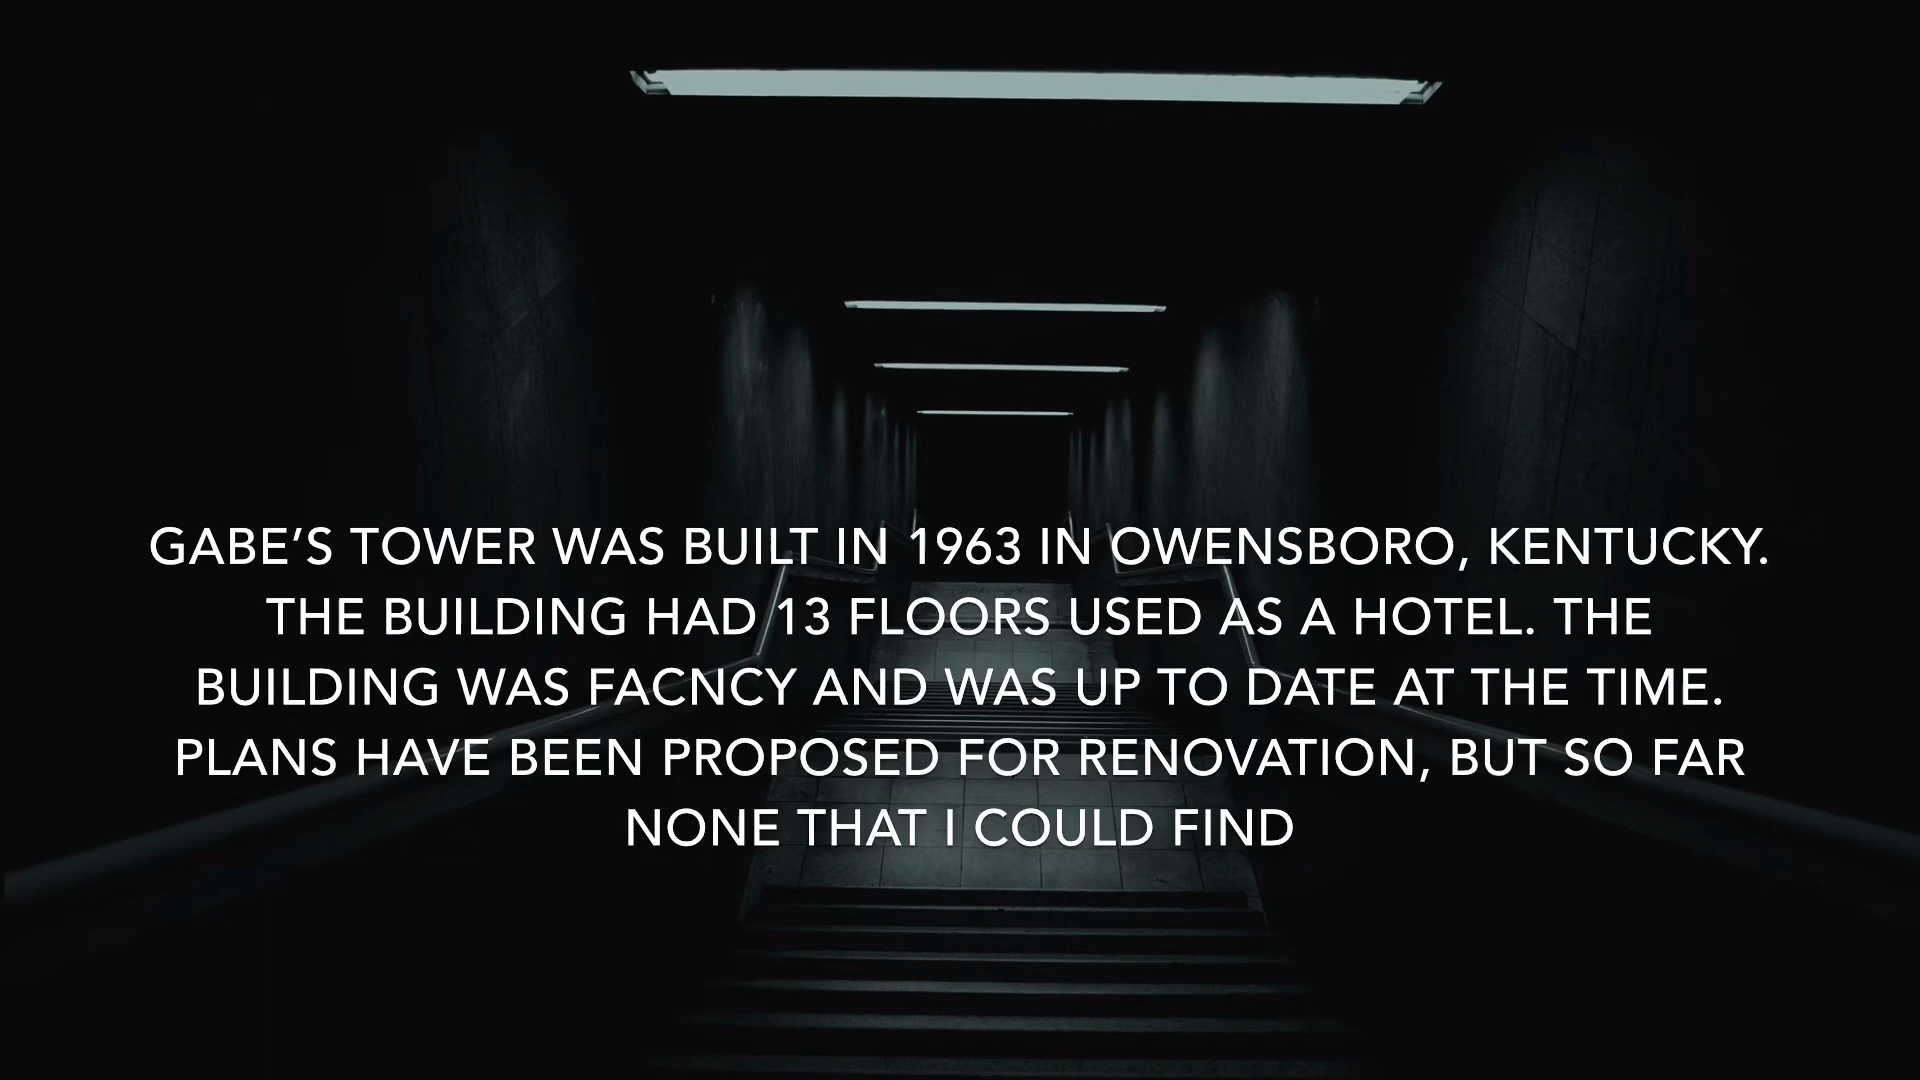 GABE’S TOWER WAS BUILT IN 1963 IN OWENSBORO, KENTUCKY.
THE BUILDING HAD 13 FLOORS USED AS A HOTEL. THE
BUILDING WAS FACNCY AND WAS UP TO DATE AT THE TIME.
PLANS HAVE BEEN PROPOSED FOR RENOVATION, BUT SO FAR
NONE THAT I COULD FIND